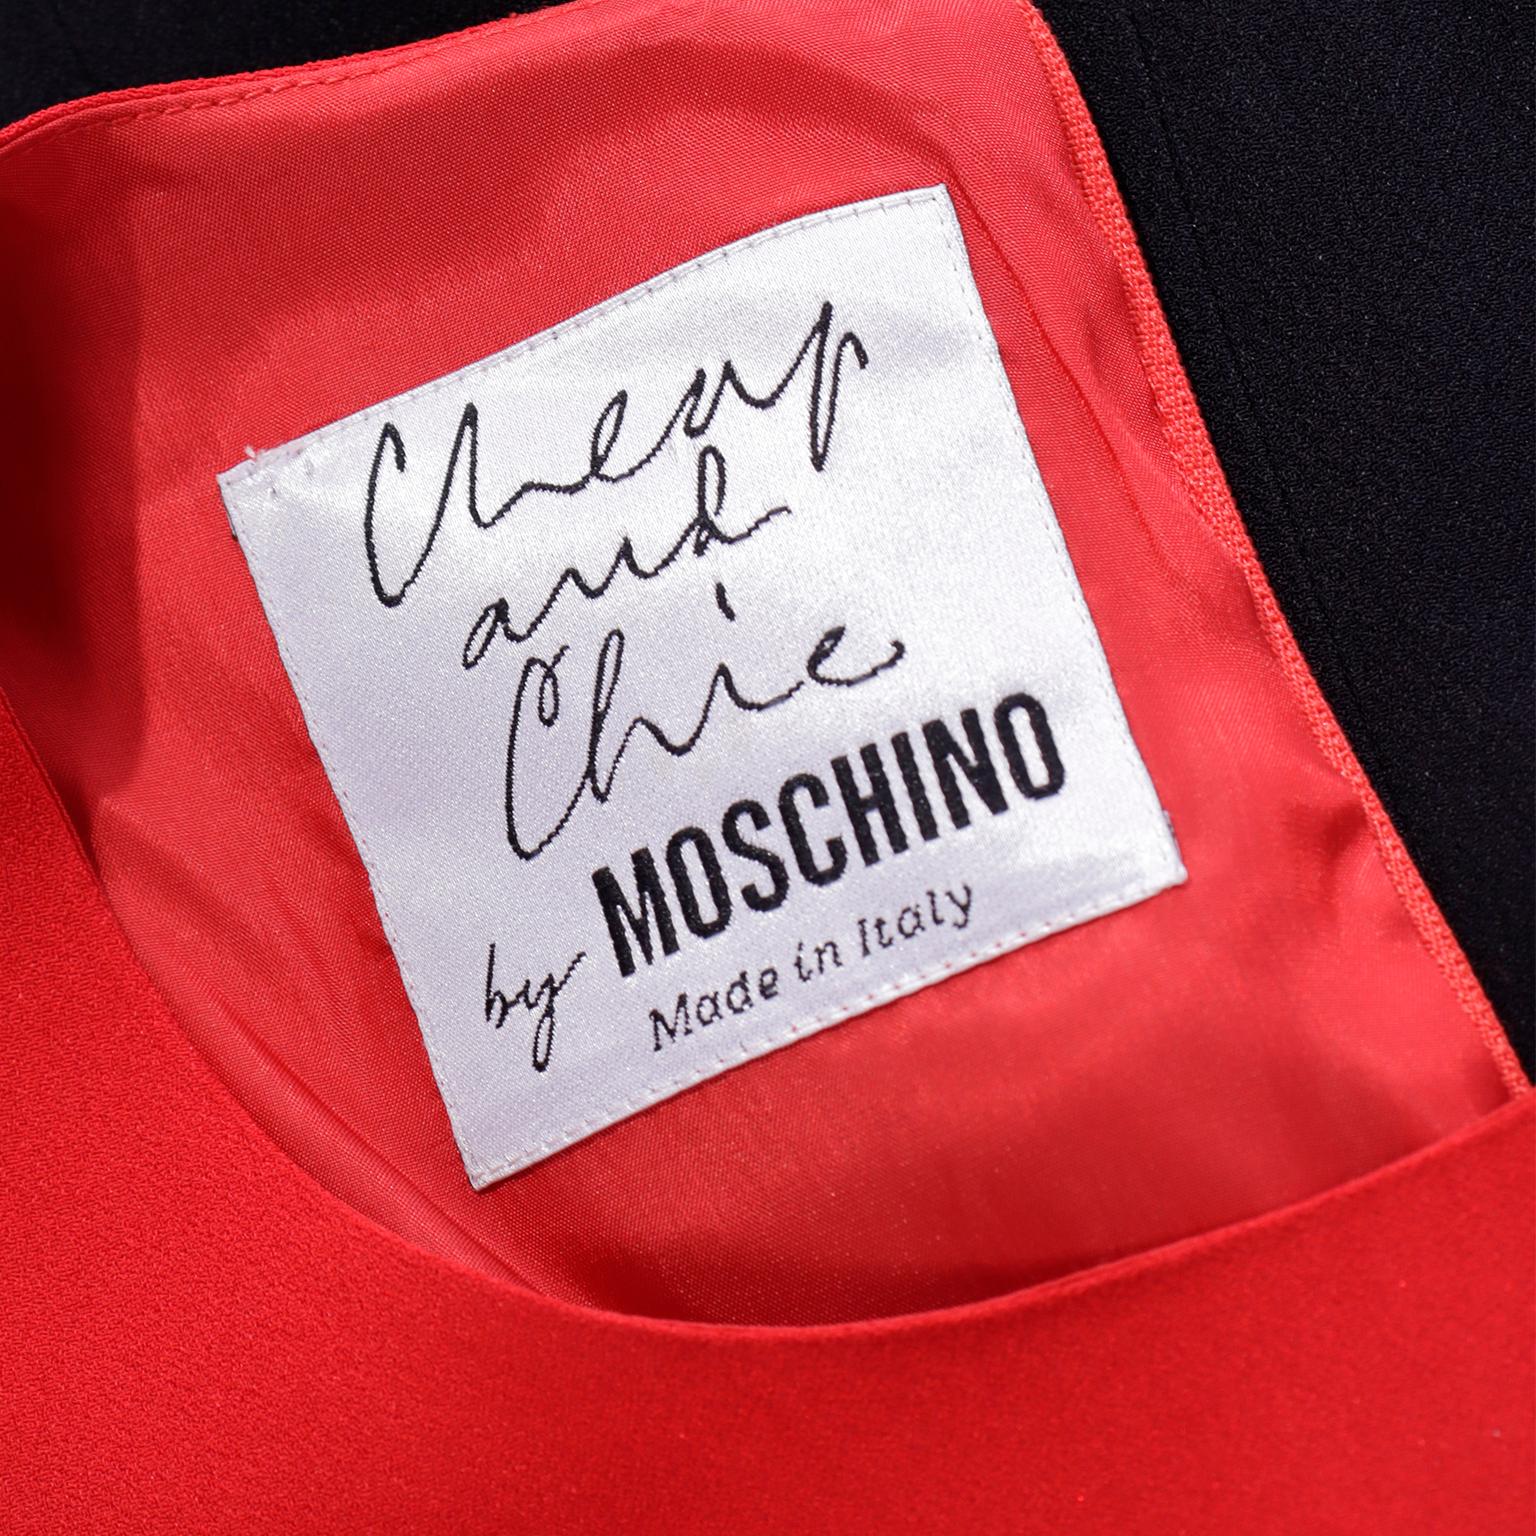 Cheap
and
Chic
by MOSCHINO
Made in Italy